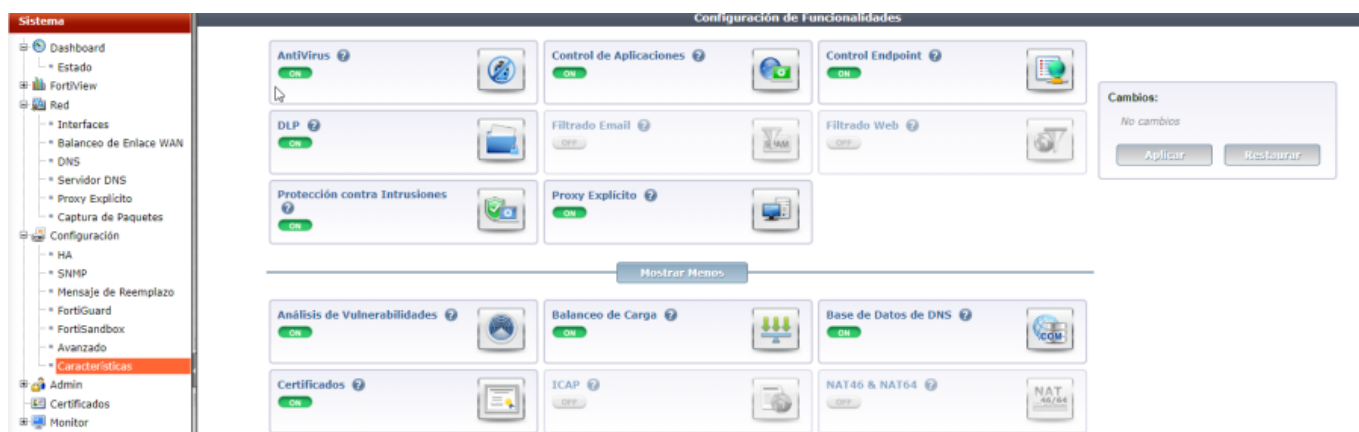 Sistema
Configuración de Funcionalidades
Dashboard
Estado
FortiView
Red
Interfaces
Balanceo de Enlace WAN
DNS
Servidor DNS
Proxy Explícito
Captura de Paquetes
Configuración
HA
SNMP
Mensaje de Reemplazo
FortiGuard
FortiSandbox
Avanzado
Características
Admin
Certificados
Monitor
AntiVirus
ON
Control de Aplicaciones
ON
Control Endpoint
ON
DLP
ON
Filtrado Email
OFF
Filtrado Web
OFF
Protección contra Intrusiones
ON
Proxy Explícito
ON
Mostrar Menos
Análisis de Vulnerabilidades
ON
Balanceo de Carga
ON
Base de Datos de DNS
ON
.COM
Certificados
ON
ICAP
OFF
NAT46 & NAT64
OFF
NAT
46/64
Cambios:
No cambios
Aplicar
Restaurar